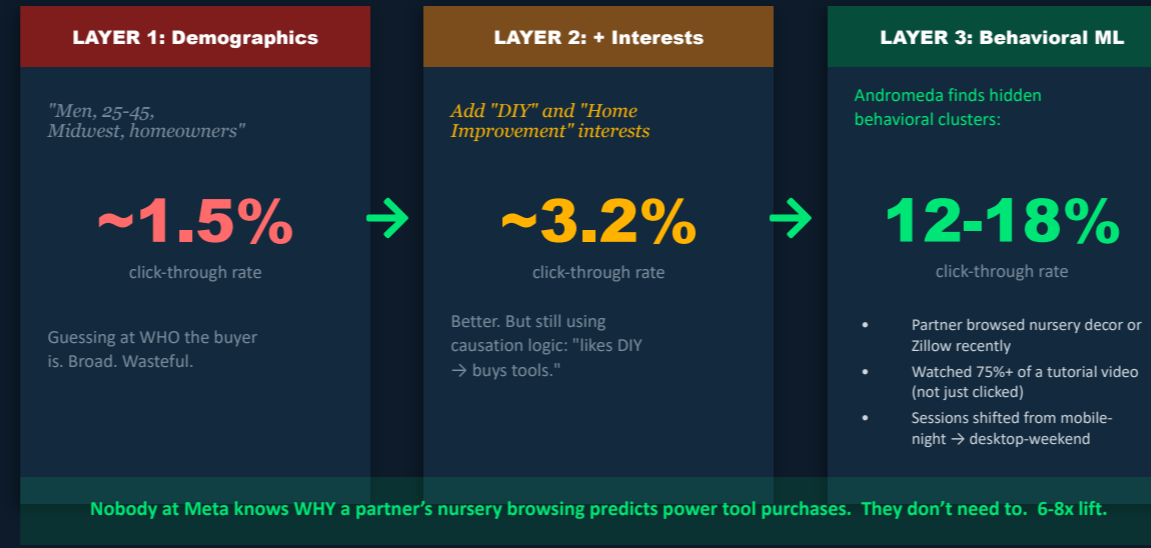 LAYER 1: Demographics
"Men, 25-45,
Midwest, homeowners"
~1.5%
click-through rate
Guessing at WHO the buyer
is. Broad. Wasteful.
→
LAYER 2: + Interests
Add "DIY" and "Home
Improvement" interests
~3.2%
click-through rate
Better. But still using
causation logic: "likes DIY
→ buys tools."
→
LAYER 3: Behavioral ML
Andromeda finds hidden
behavioral clusters:
12-18%
click-through rate
• Partner browsed nursery decor or
Zillow recently
• Watched 75%+ of a tutorial video
(not just clicked)
• Sessions shifted from mobile-
night → desktop-weekend
Nobody at Meta knows WHY a partner’s nursery browsing predicts power tool purchases.  They don’t need to.  6-8x lift.